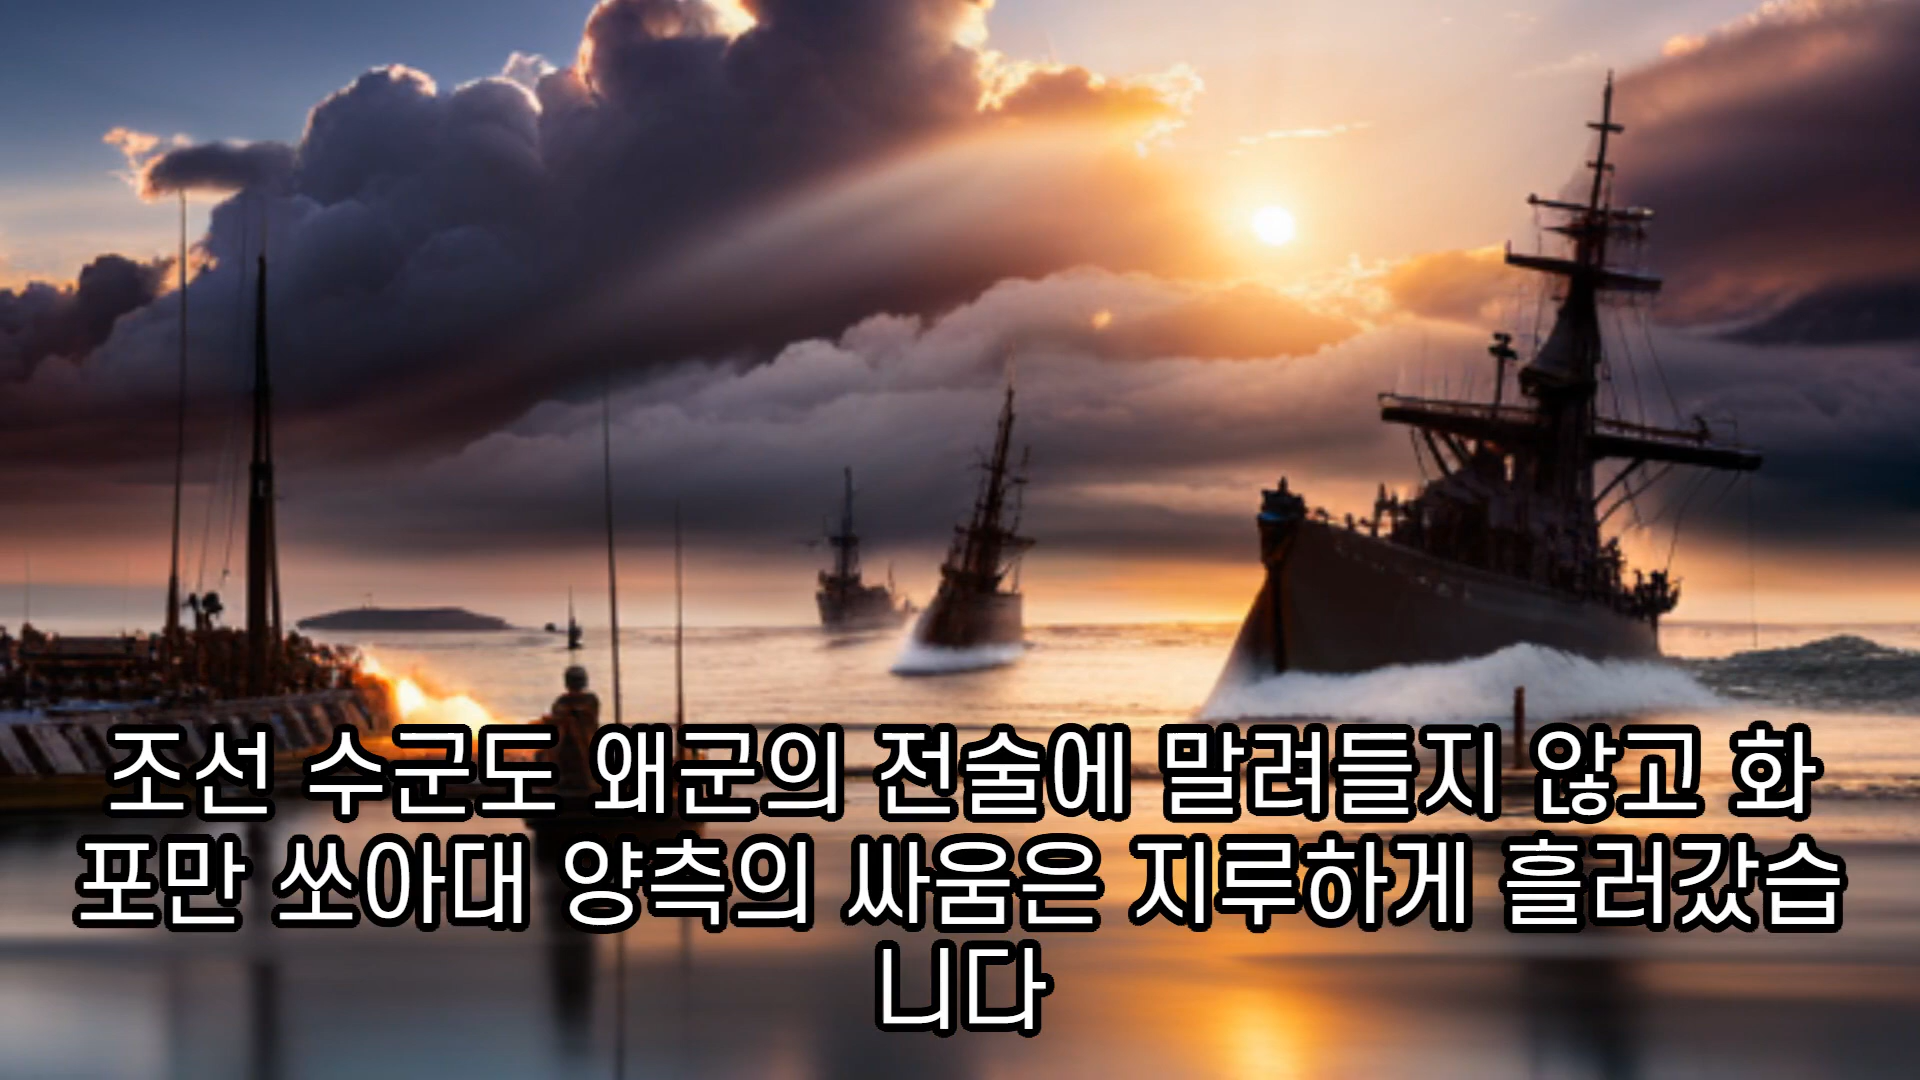 조선 수군도 왜군의 전술에 말려들지 않고 화
포만 쏘아대 양측의 싸움은 지루하게 흘러갔습
니다